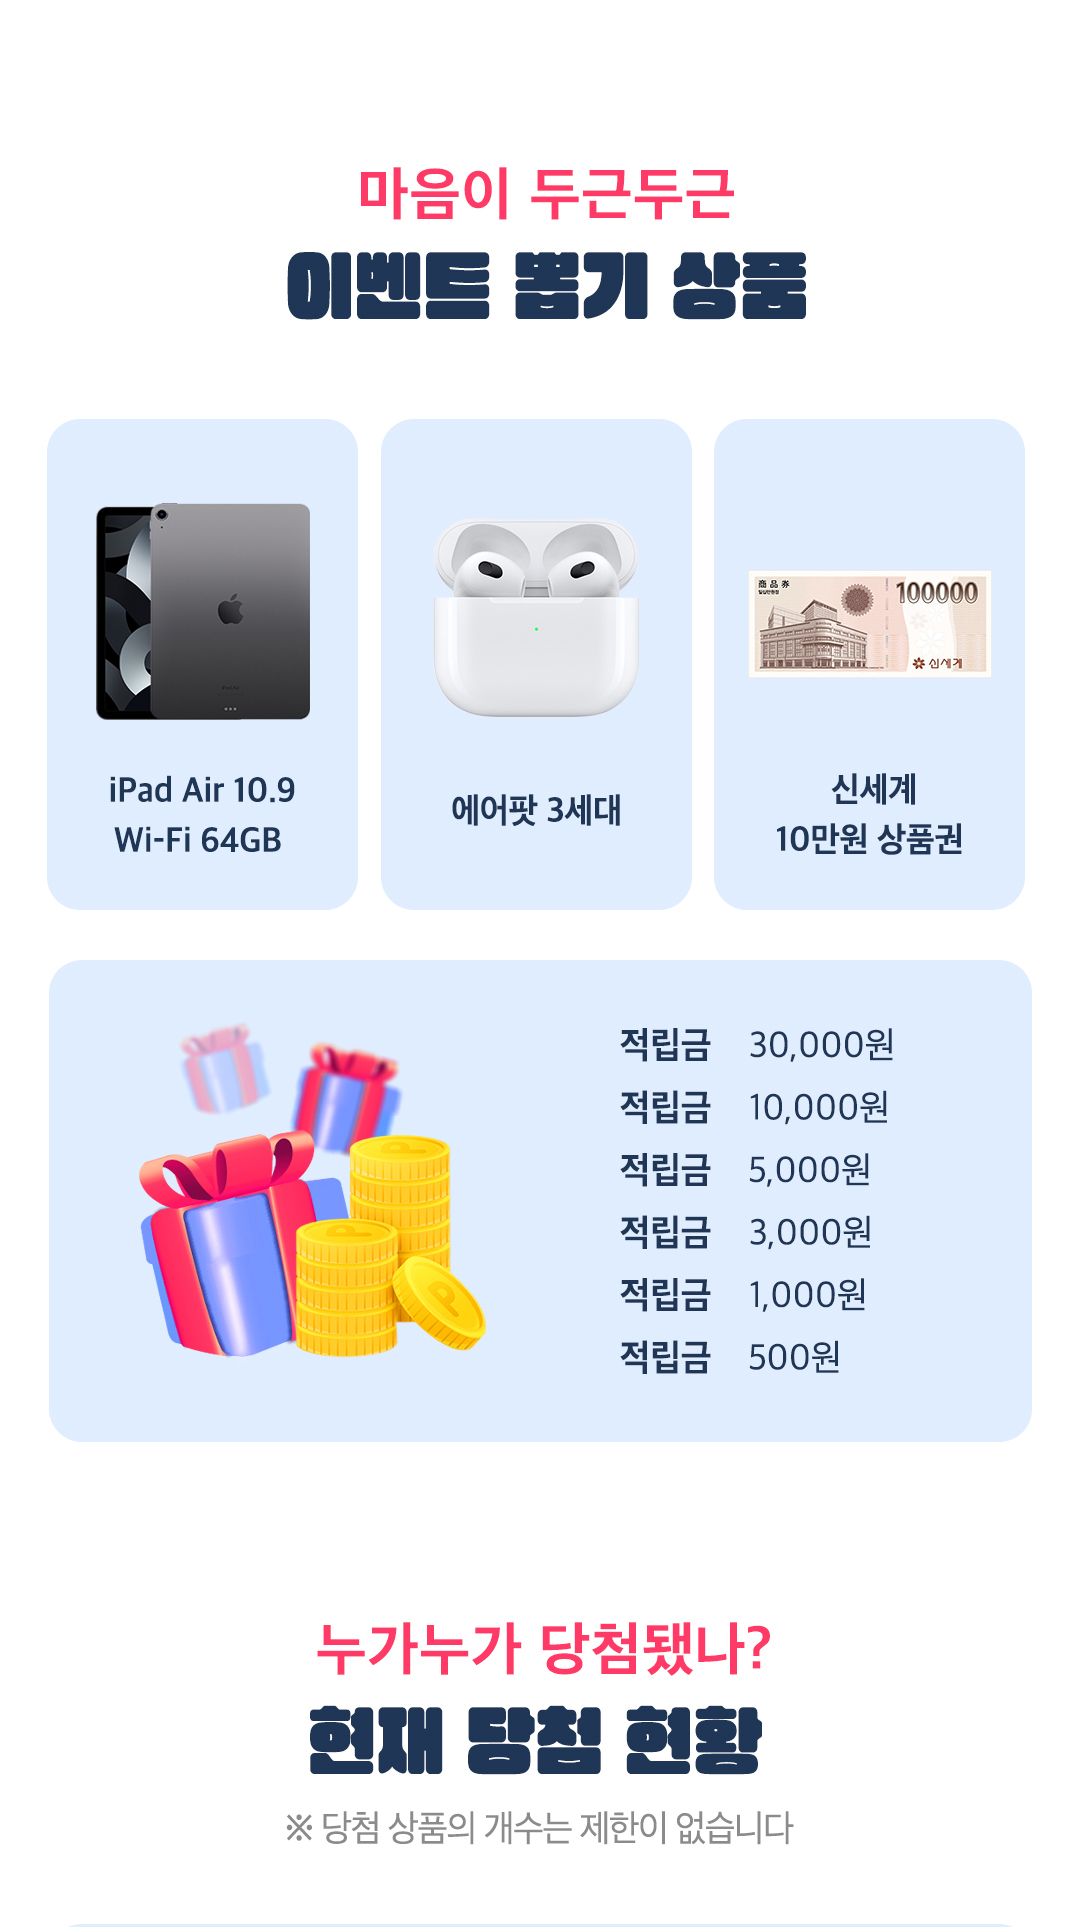 마음이 두근두근
이벤트 뽑기 상품
商品券
100000
신세계
iPad Air 10.9
Wi-Fi 64GB
에어팟 3세대
신세계
10만원 상품권
적립금 30,000원
적립금 10,000원
적립금 5,000원
적립금 3,000원
적립금 1,000원
적립금 500원
누가누가 당첨됐나?
현재 당첨 현황
※ 당첨 상품의 개수는 제한이 없습니다